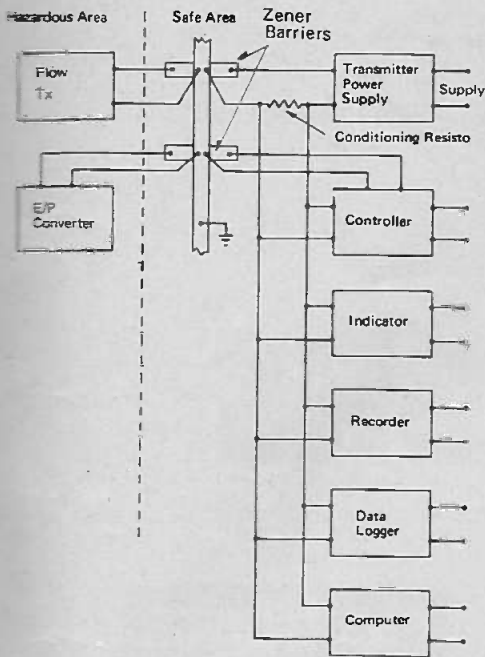 Hazardous Area
Safe Area
Zener
Barriers
Flow
Tx
Transmitter
Power
Supply
Supply
Conditioning Resisto
E/P
Converter
Controller
Indicator
Recorder
Data
Logger
Computer